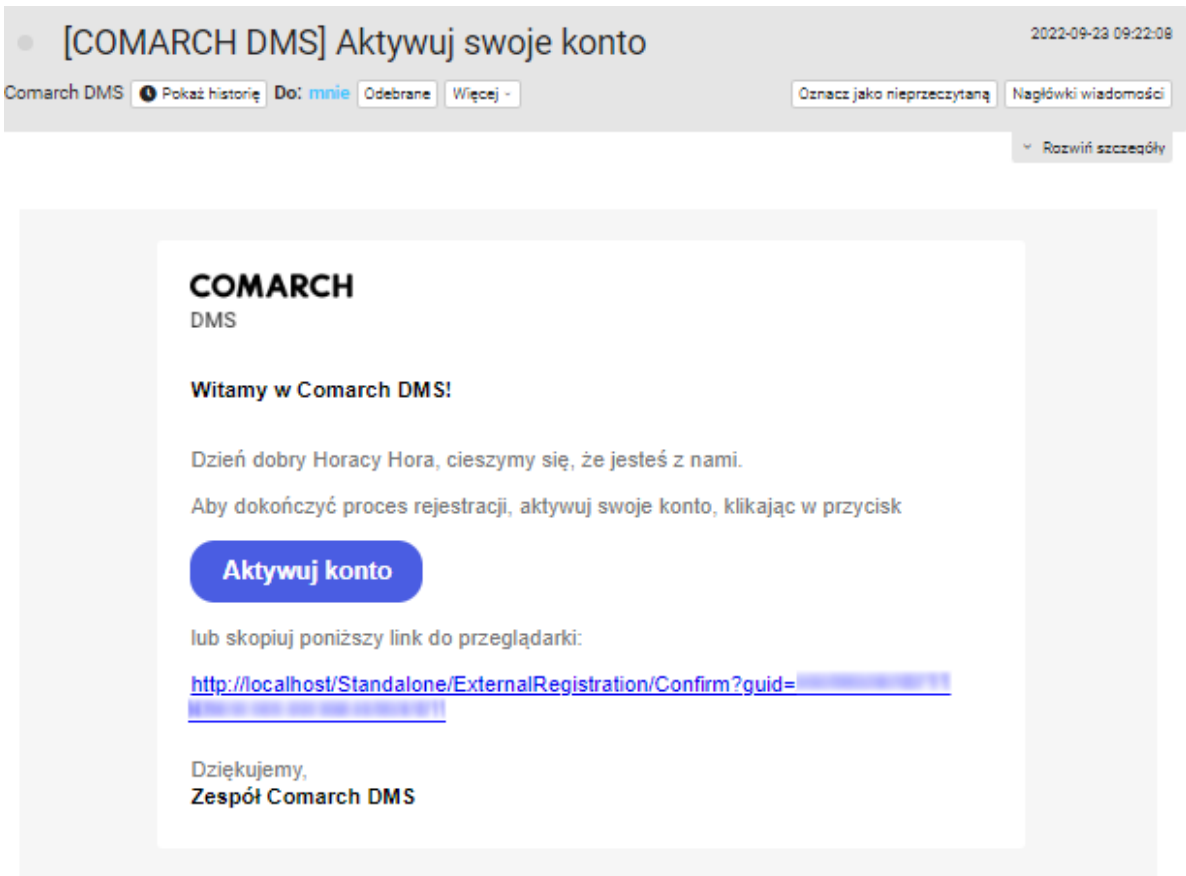 [COMARCH DMS] Aktywuj swoje konto
2022-09-23 09:22:08
Comarch DMS Pokaż historię Do: mnie Odebrane Więcej
Oznacz jako nieprzeczytaną Nagłówki wiadomości
Rozwiń szczegóły
COMARCH
DMS
Witamy w Comarch DMS!
Dzień dobry Horacy Hora, cieszymy się, że jesteś z nami.
Aby dokończyć proces rejestracji, aktywuj swoje konto, klikając w przycisk
Aktywuj konto
lub skopiuj poniższy link do przeglądarki:
http://localhost/Standalone/ExternalRegistration/Confirm?guid=
Dziękujemy,
Zespół Comarch DMS